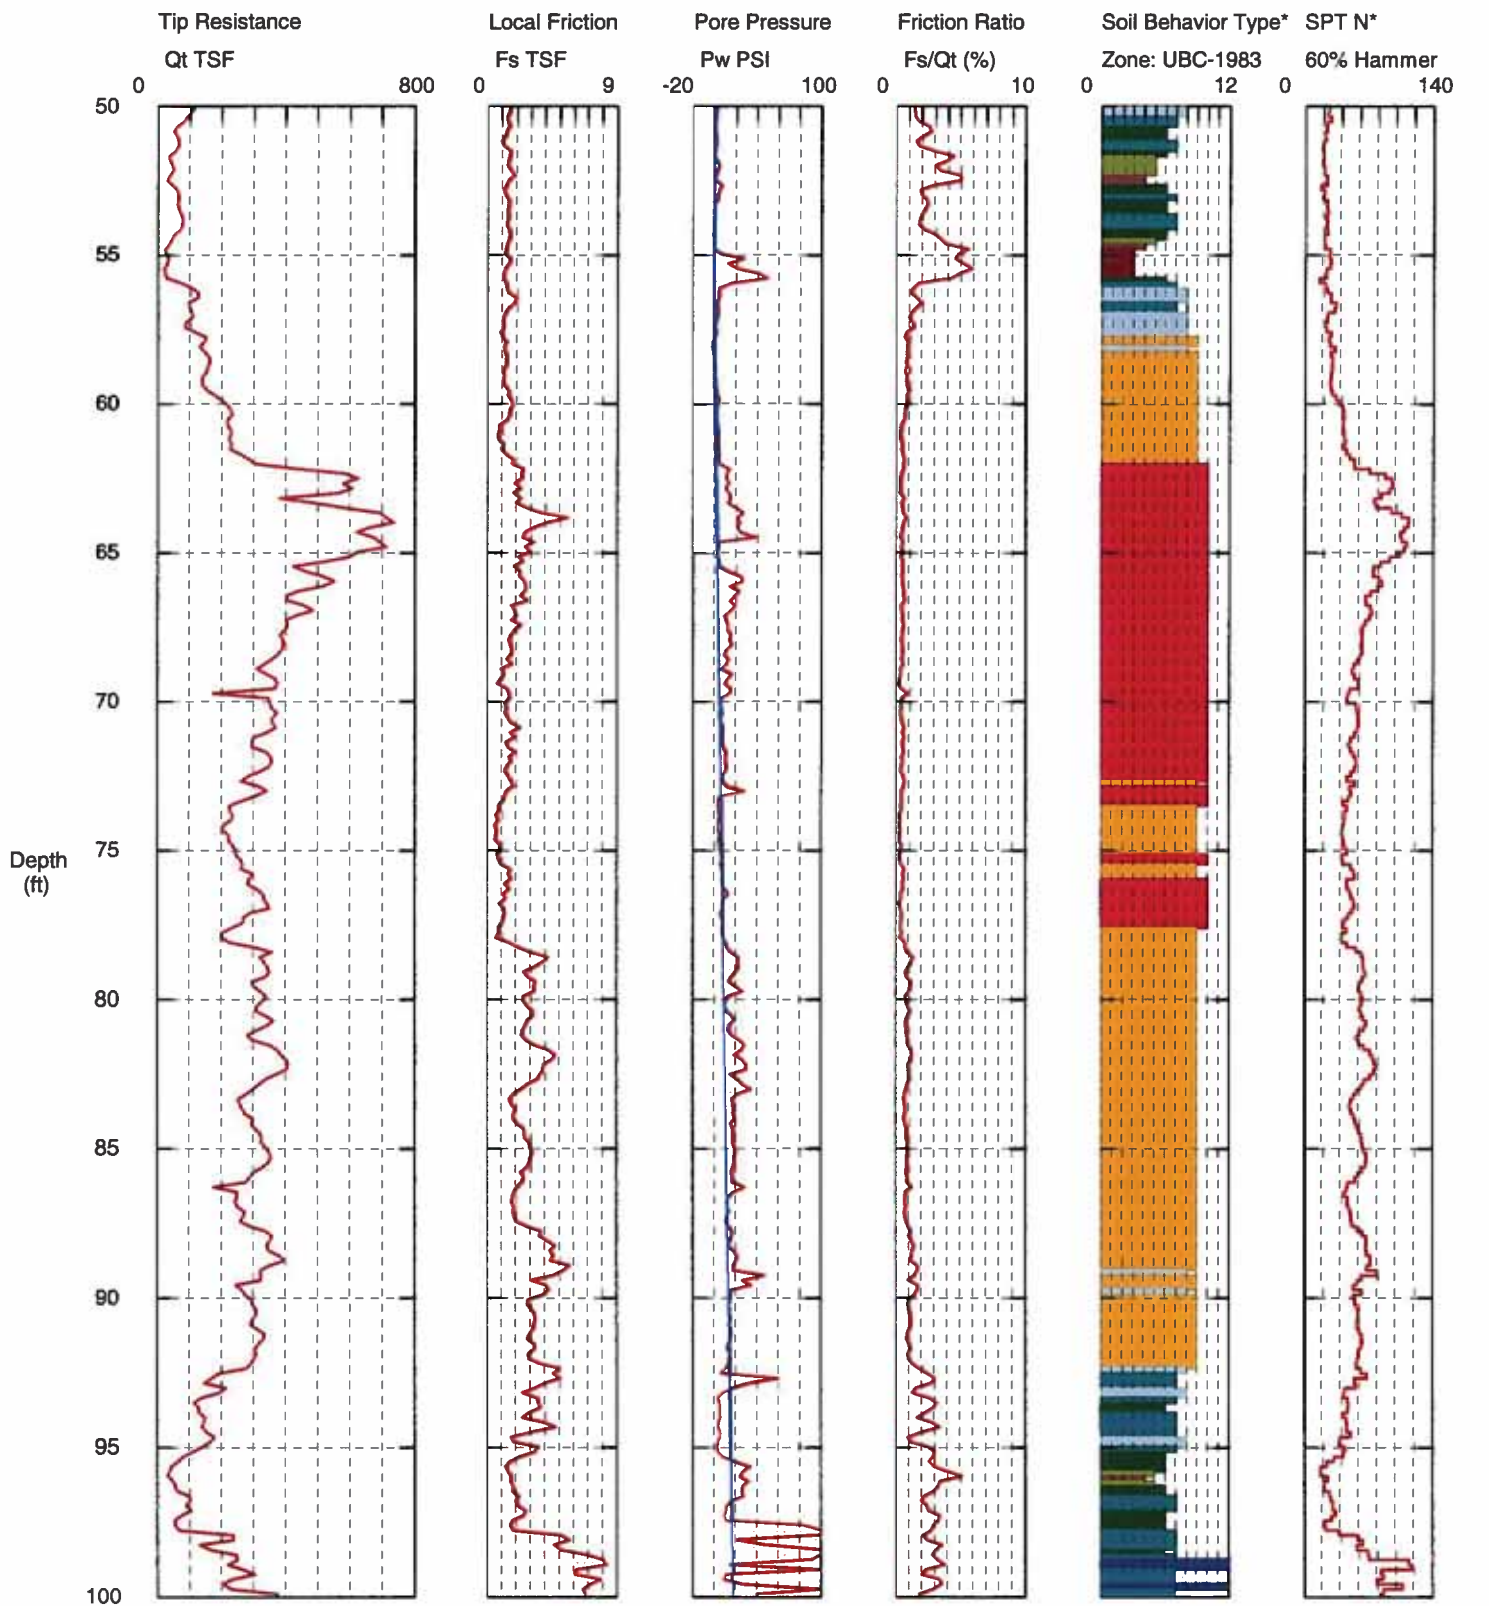 Tip Resistance Local Friction Pore Pressure Friction Ratio Soil Behavior Type* SPT N*
Qt TSF Fs TSF Pw PSI Fs/Qt (%) Zone: UBC-1983 60% Hammer
0 800 0 9 -20 100 0 10 0 12 0 140
50
55
60
65
70
75
Depth
(ft)
80
85
90
95
100